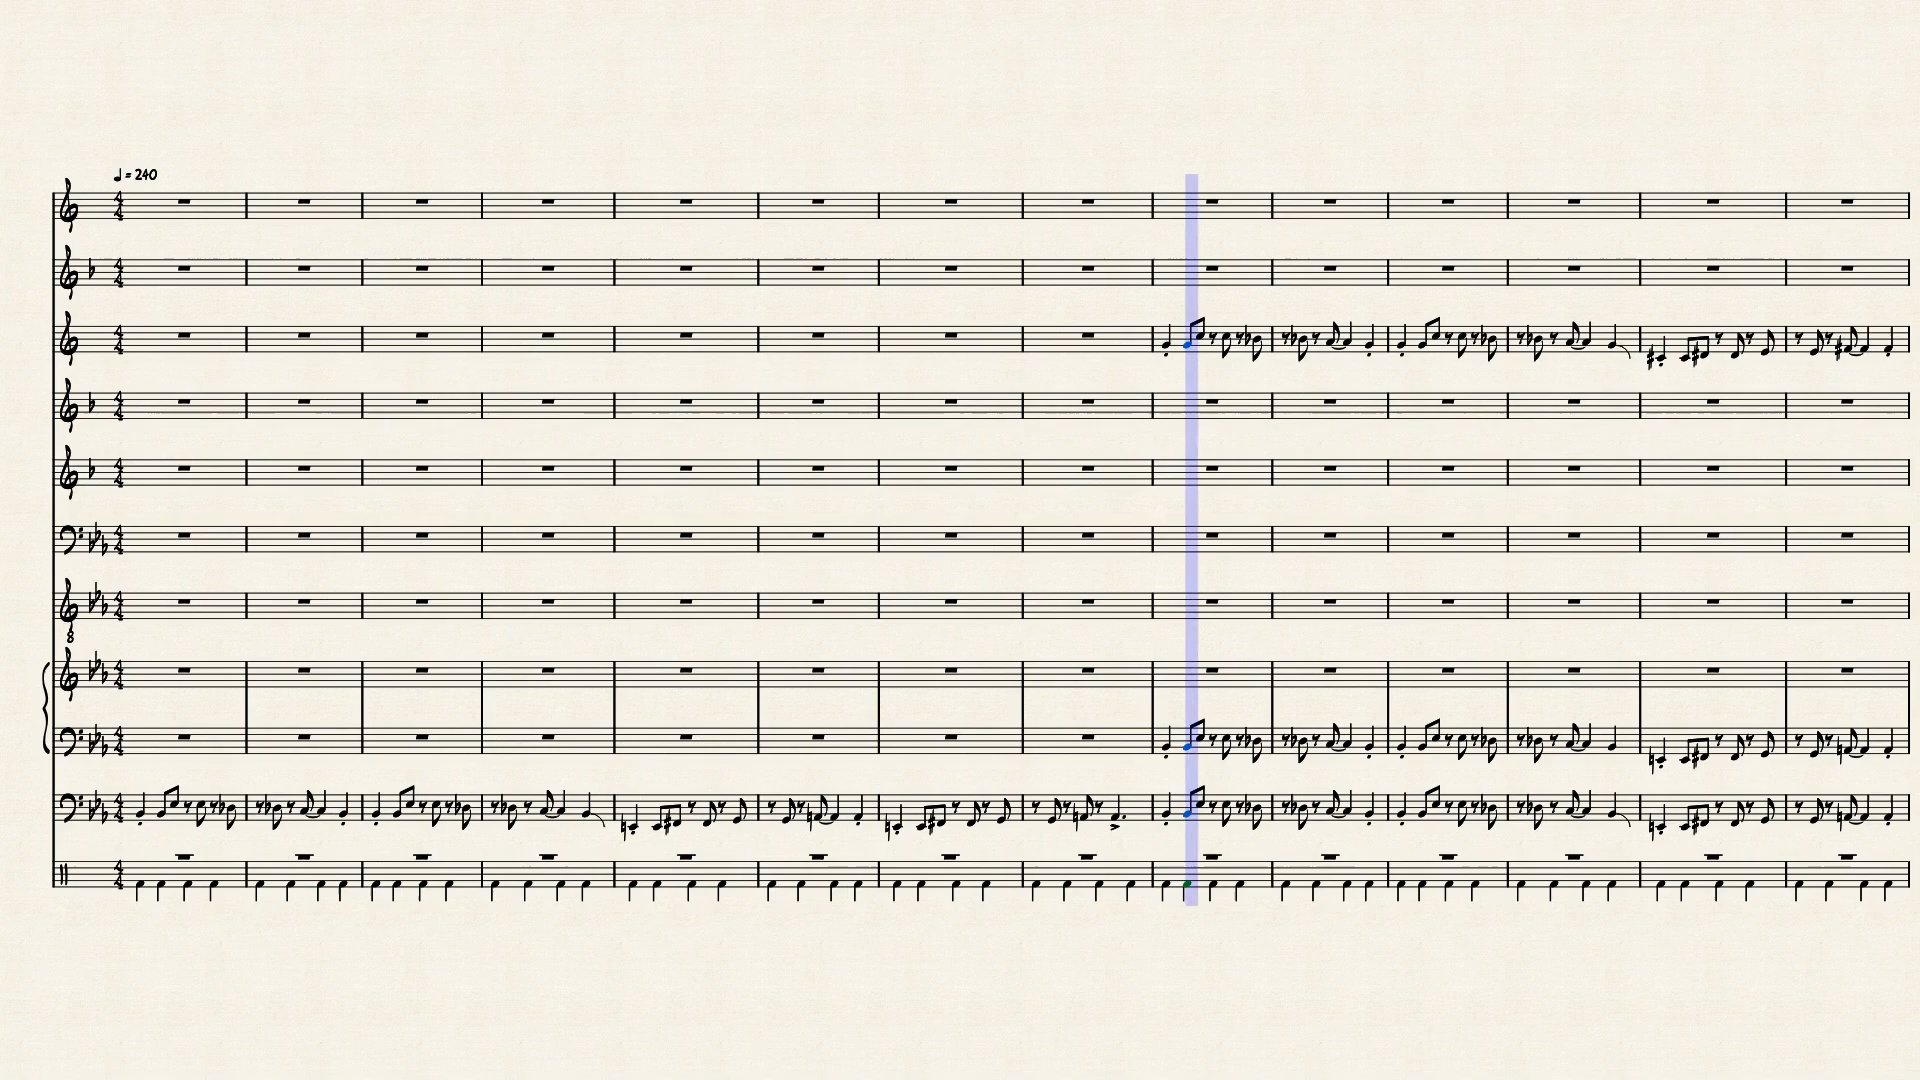 ♩ = 240